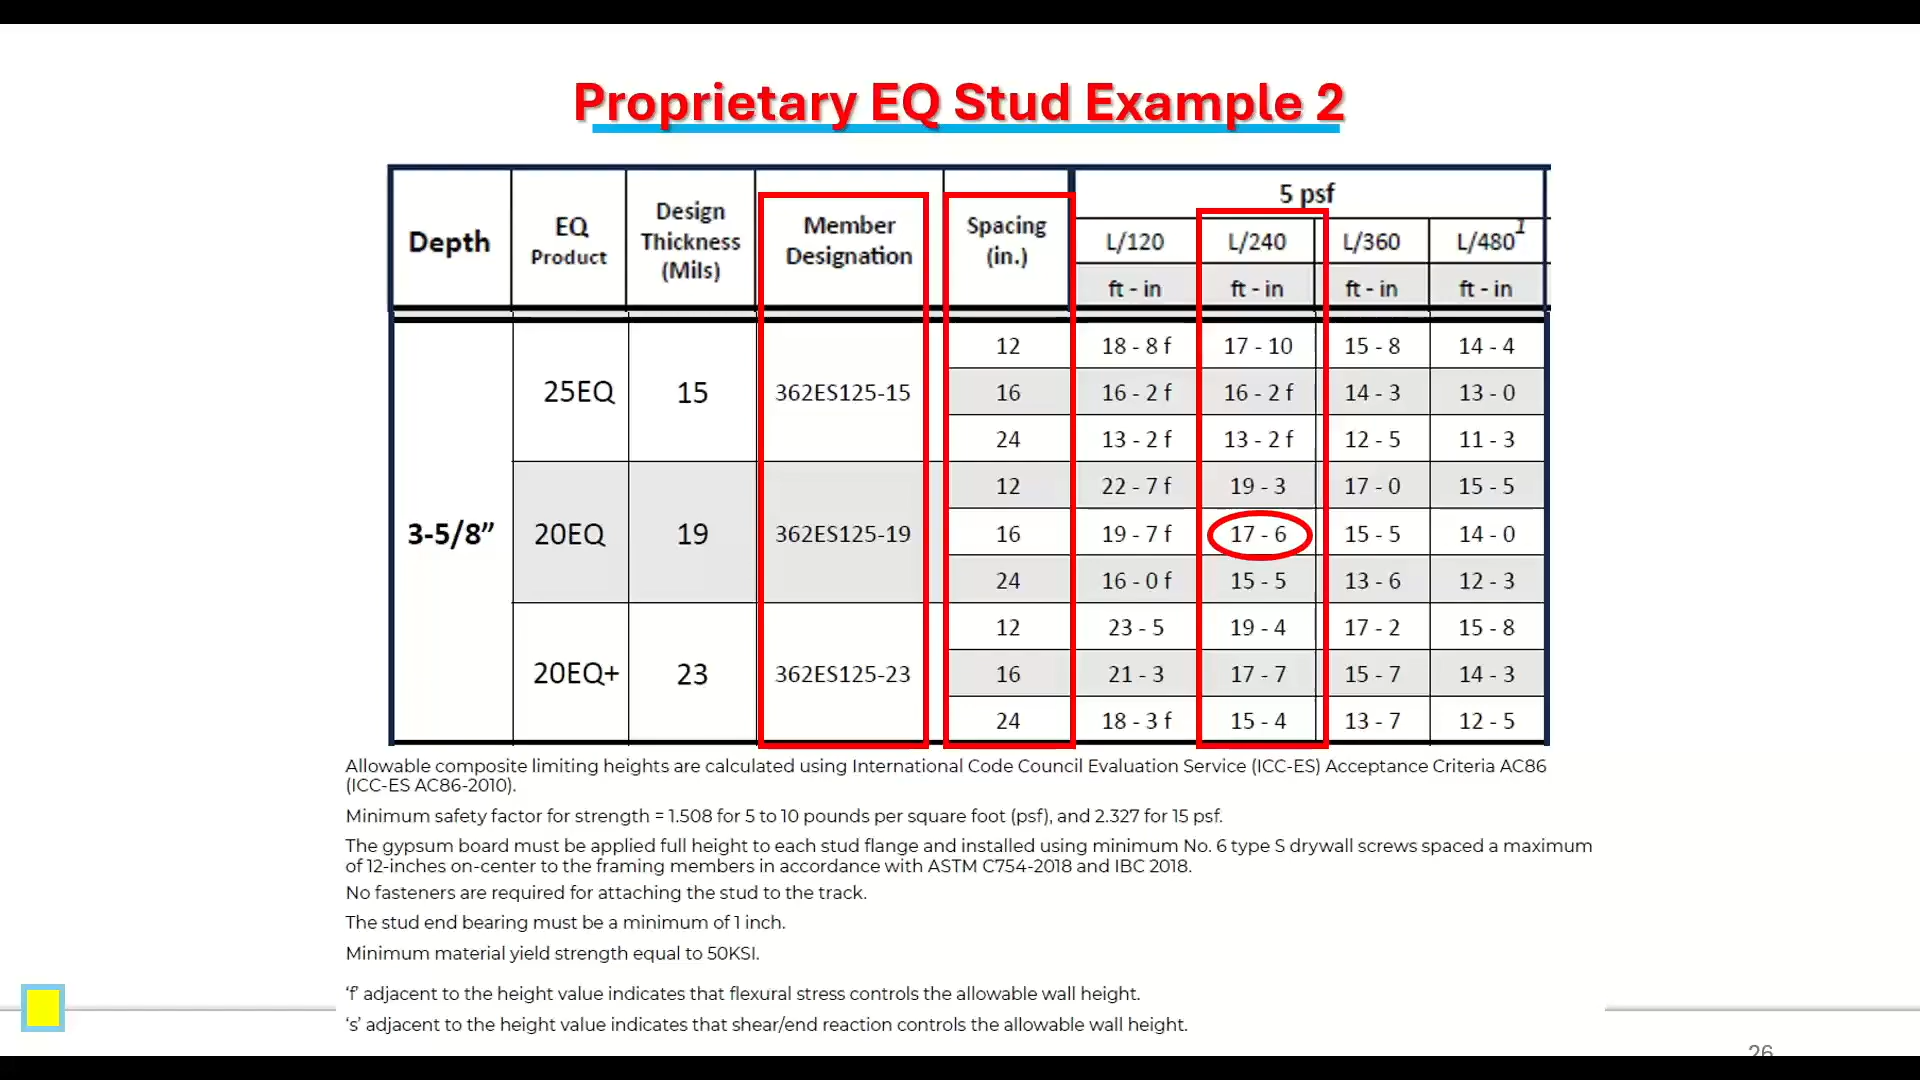 Proprietary EQ Stud Example 2
Depth EQ Product Design Thickness (Mils) Member Designation Spacing (in.) 5 psf
L/120 L/240 L/360 L/480 1
ft - in ft - in ft - in ft - in
12 18 - 8 f 17 - 10 15 - 8 14 - 4
25EQ 15 362ES125-15 16 16 - 2 f 16 - 2 f 14 - 3 13 - 0
24 13 - 2 f 13 - 2 f 12 - 5 11 - 3
12 22 - 7 f 19 - 3 17 - 0 15 - 5
3-5/8” 20EQ 19 362ES125-19 16 19 - 7 f 17 - 6 15 - 5 14 - 0
24 16 - 0 f 15 - 5 13 - 6 12 - 3
12 23 - 5 19 - 4 17 - 2 15 - 8
20EQ+ 23 362ES125-23 16 21 - 3 17 - 7 15 - 7 14 - 3
24 18 - 3 f 15 - 4 13 - 7 12 - 5
Allowable composite limiting heights are calculated using International Code Council Evaluation Service (ICC-ES) Acceptance Criteria AC86
(ICC-ES AC86-2010).
Minimum safety factor for strength = 1.508 for 5 to 10 pounds per square foot (psf), and 2.327 for 15 psf.
The gypsum board must be applied full height to each stud flange and installed using minimum No. 6 type S drywall screws spaced a maximum
of 12-inches on-center to the framing members in accordance with ASTM C754-2018 and IBC 2018.
No fasteners are required for attaching the stud to the track.
The stud end bearing must be a minimum of 1 inch.
Minimum material yield strength equal to 50KSI.
‘f’ adjacent to the height value indicates that flexural stress controls the allowable wall height.
‘s’ adjacent to the height value indicates that shear/end reaction controls the allowable wall height.
26